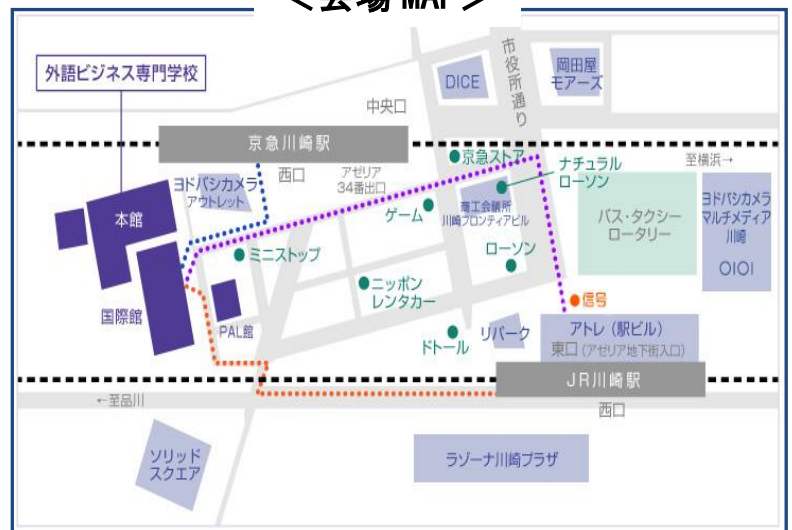 <会場 MAP>
外語ビジネス専門学校
中央口
DICE
市役所通り
岡田屋
モアーズ
京急川崎駅
西口
アゼリア
34番出口
京急ストア
ナチュラル
ローソン
至横浜→
ヨドバシカメラ
アウトレット
本館
ゲーム
商工会議所
川崎フロンティアビル
バス・タクシー
ロータリー
ヨドバシカメラ
マルチメディア
川崎
OIOI
ミニストップ
ローソン
ニッポン
レンタカー
国際館
PAL館
信号
ドトール
リパーク
アトレ（駅ビル）
東口（アゼリア地下街入口）
JR川崎駅
←至品川
西口
ソリッド
スクエア
ラゾーナ川崎プラザ